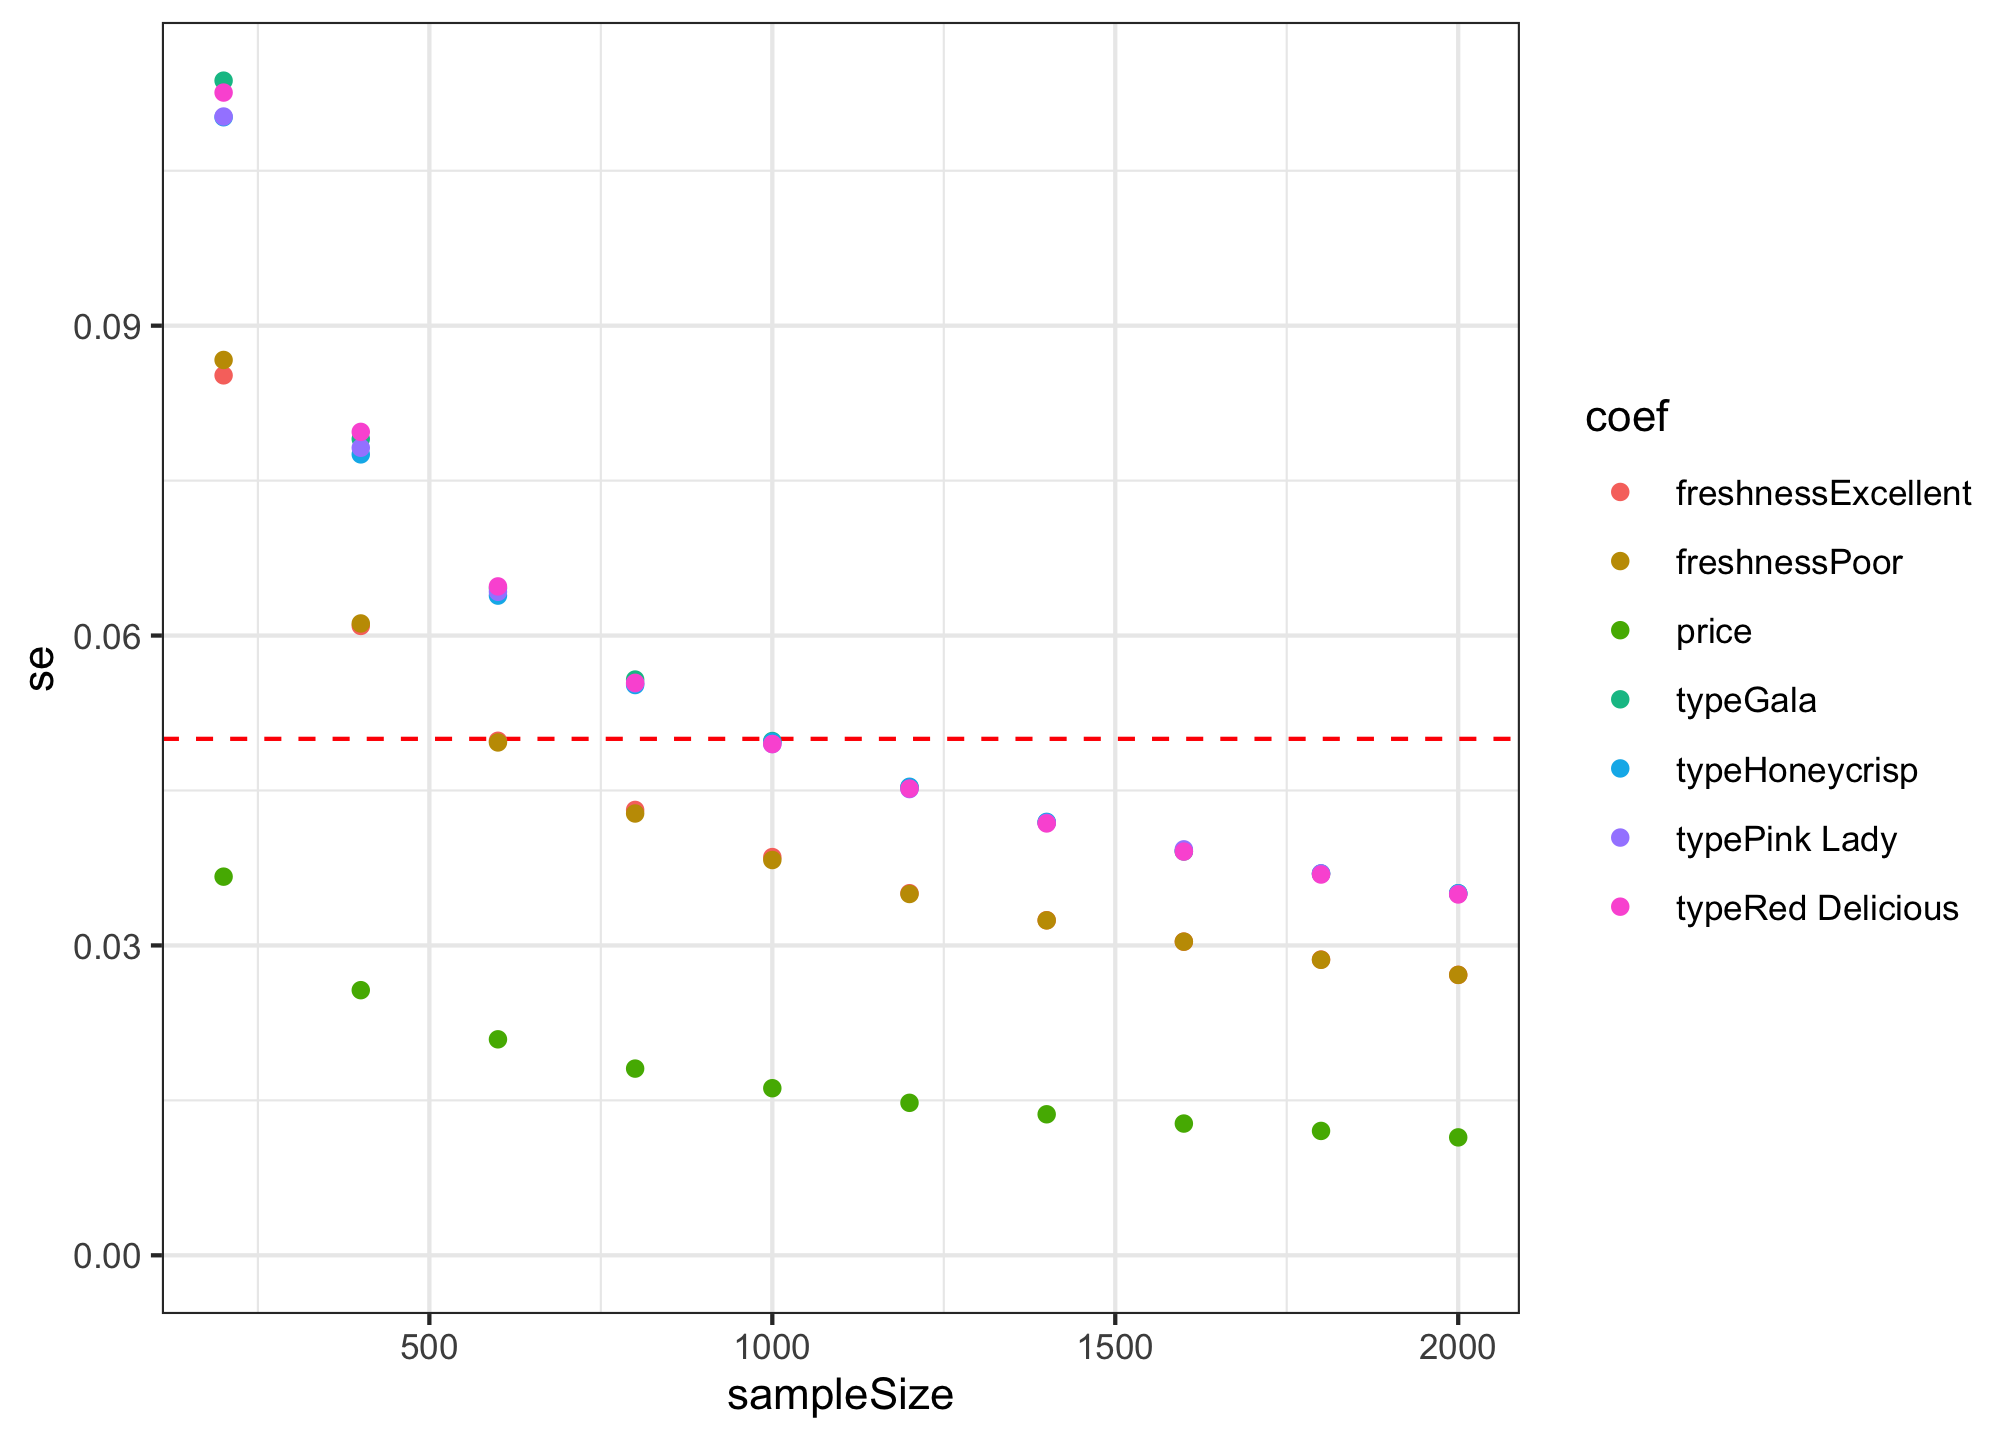 se
0.09
0.06
0.03
0.00
500 1000 1500 2000
sampleSize
coef
freshnessExcellent
freshnessPoor
price
typeGala
typeHoneycrisp
typePink Lady
typeRed Delicious